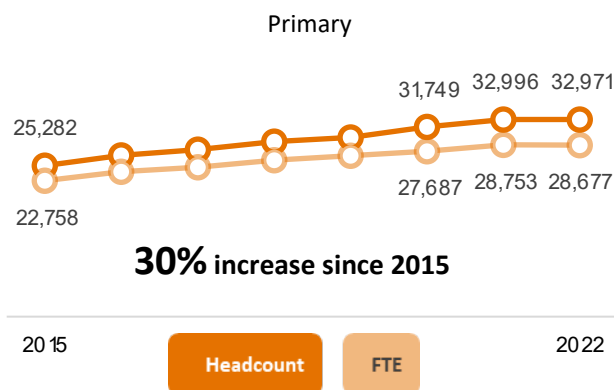 Primary
31,749 32,996 32,971
25,282
27,687 28,753 28,677
22,758
30% increase since 2015
2015 2022
Headcount FTE